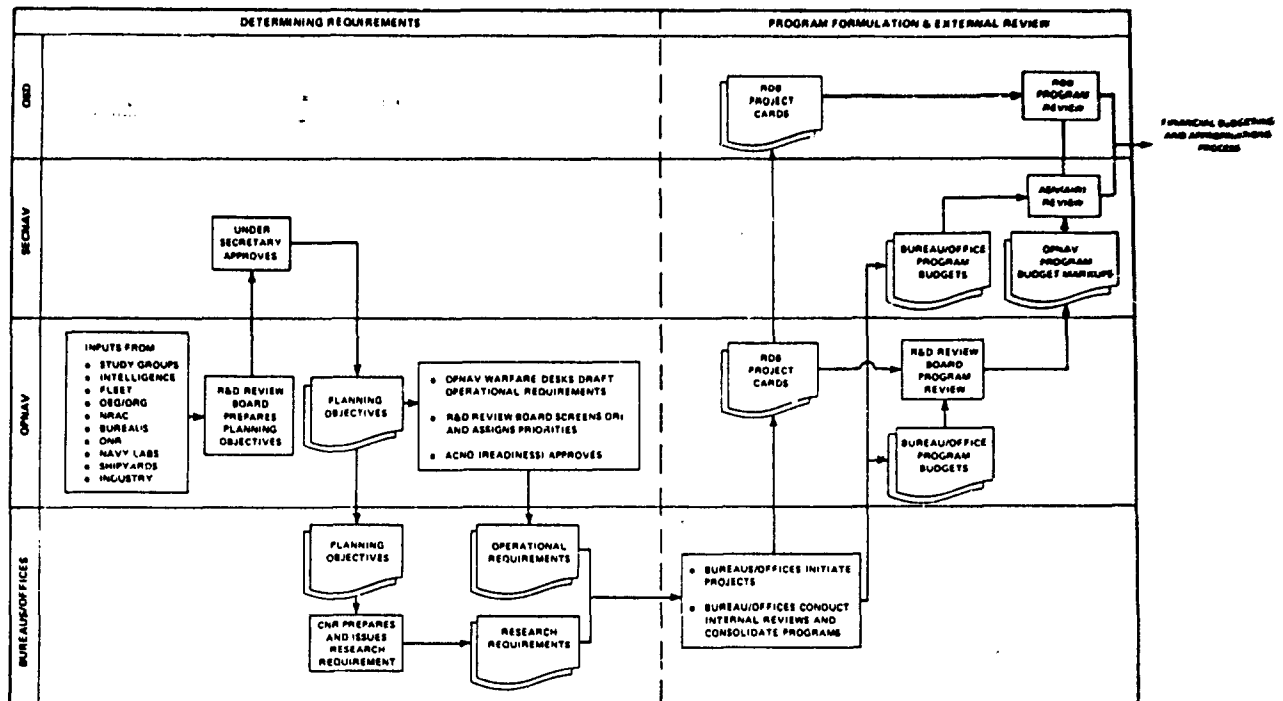 DETERMINING REQUIREMENTS
PROGRAM FORMULATION & EXTERNAL REVIEW
OSD
RDB
PROJECT
CARDS
RDB
PROGRAM
REVIEW
FINANCIAL BUDGETING
AND APPROPRIATIONS
PROCESS
SECNAV
UNDER
SECRETARY
APPROVES
BUREAU/OFFICE
PROGRAM
BUDGETS
REVIEW
OPNAV
PROGRAM
BUDGET MARKUPS
OPNAV
INPUTS FROM
• STUDY GROUPS
• INTELLIGENCE
• FLEET
• OEG/ORG
• NRAC
• BUREAUS
• ONR
• NAVY LABS
• SHIPYARDS
• INDUSTRY
R&D REVIEW
BOARD
PREPARES
PLANNING
OBJECTIVES
PLANNING
OBJECTIVES
• OPNAV WARFARE DESKS DRAFT
OPERATIONAL REQUIREMENTS
• R&D REVIEW BOARD SCREENS ORI
AND ASSIGNS PRIORITIES
• ACNO (READINESS) APPROVES
RDB
PROJECT
CARDS
R&D REVIEW
BOARD
PROGRAM
REVIEW
BUREAU/OFFICE
PROGRAM
BUDGETS
BUREAUS/OFFICES
PLANNING
OBJECTIVES
OPERATIONAL
REQUIREMENTS
CNR PREPARES
AND ISSUES
RESEARCH
REQUIREMENT
RESEARCH
REQUIREMENTS
• BUREAUS/OFFICES INITIATE
PROJECTS
• BUREAU/OFFICES CONDUCT
INTERNAL REVIEWS AND
CONSOLIDATE PROGRAMS